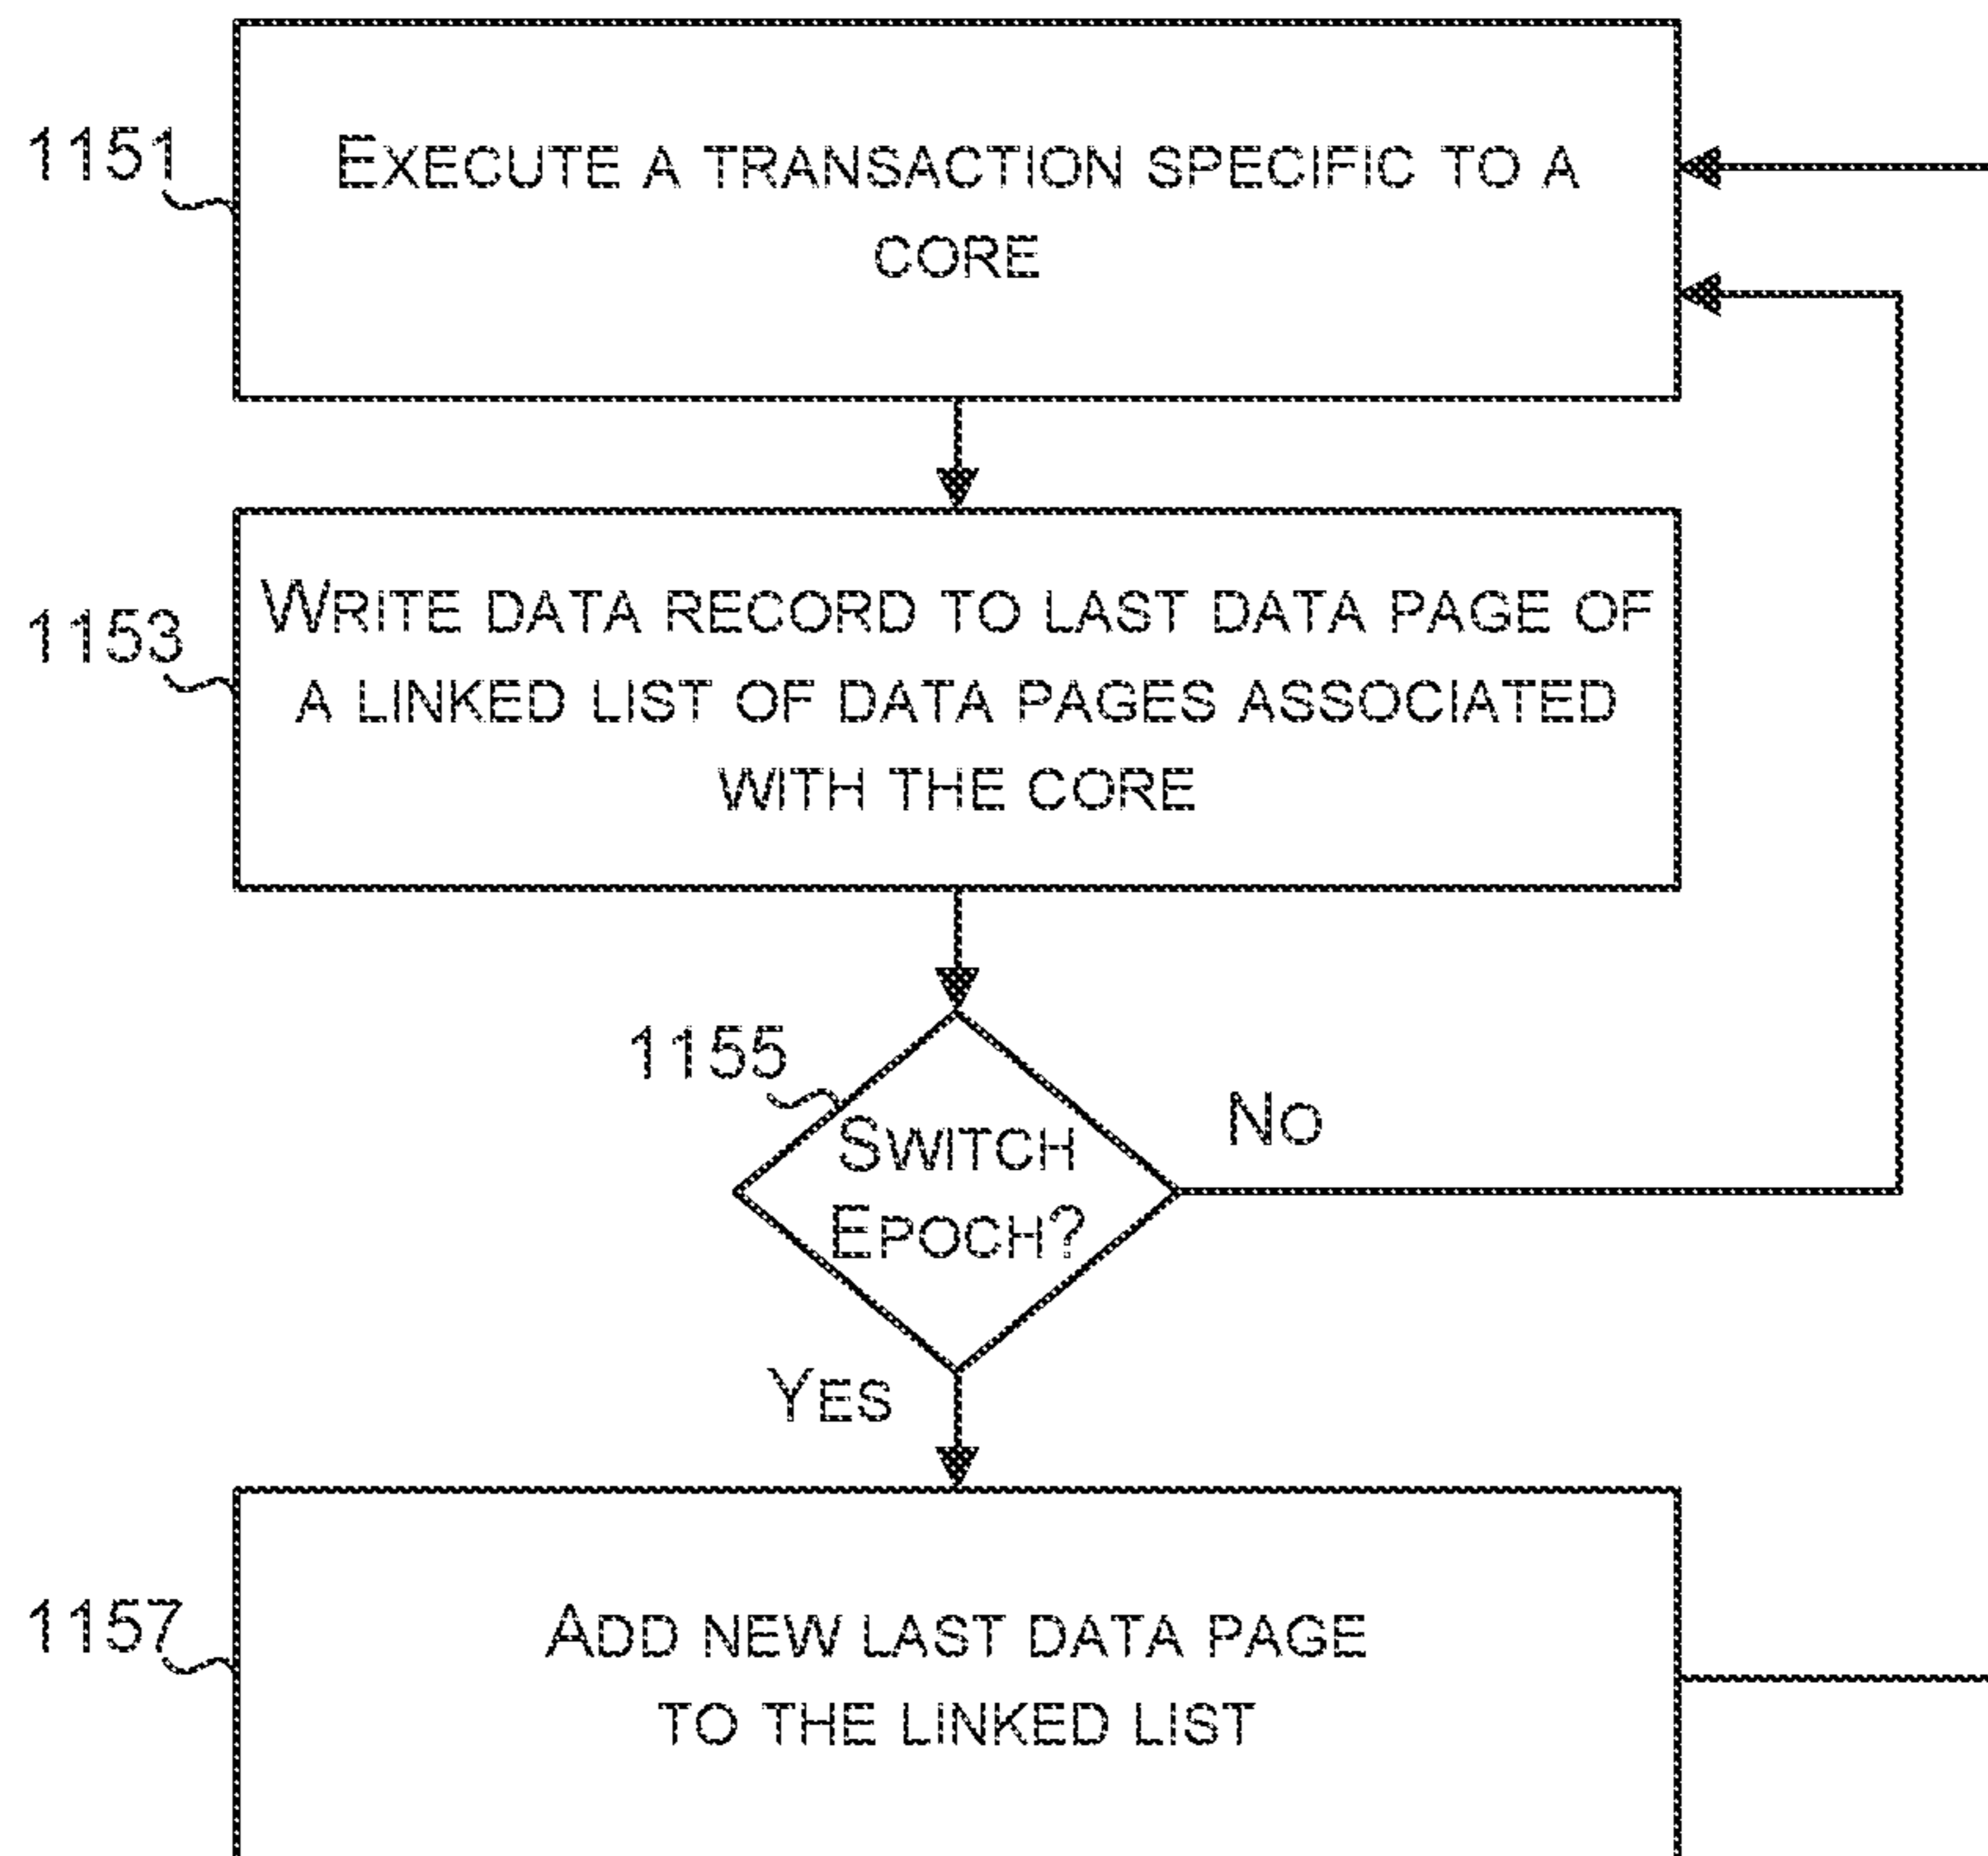 1151
EXECUTE A TRANSACTION SPECIFIC TO A
CORE
1153
WRITE DATA RECORD TO LAST DATA PAGE OF
A LINKED LIST OF DATA PAGES ASSOCIATED
WITH THE CORE
1155
SWITCH
EPOCH?
NO
YES
1157
ADD NEW LAST DATA PAGE
TO THE LINKED LIST